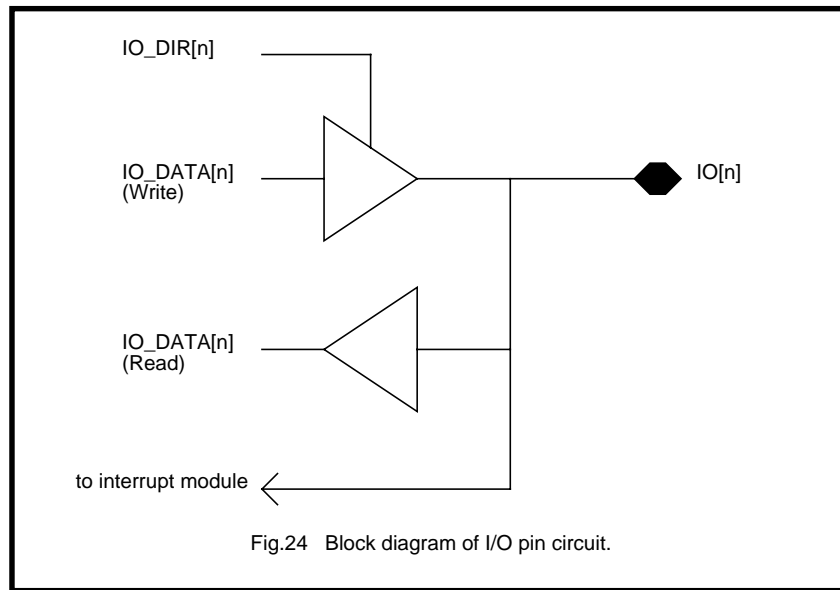 IO_DIR[n]
IO_DATA[n]
(Write)
IO[n]
IO_DATA[n]
(Read)
to interrupt module
Fig.24 Block diagram of I/O pin circuit.